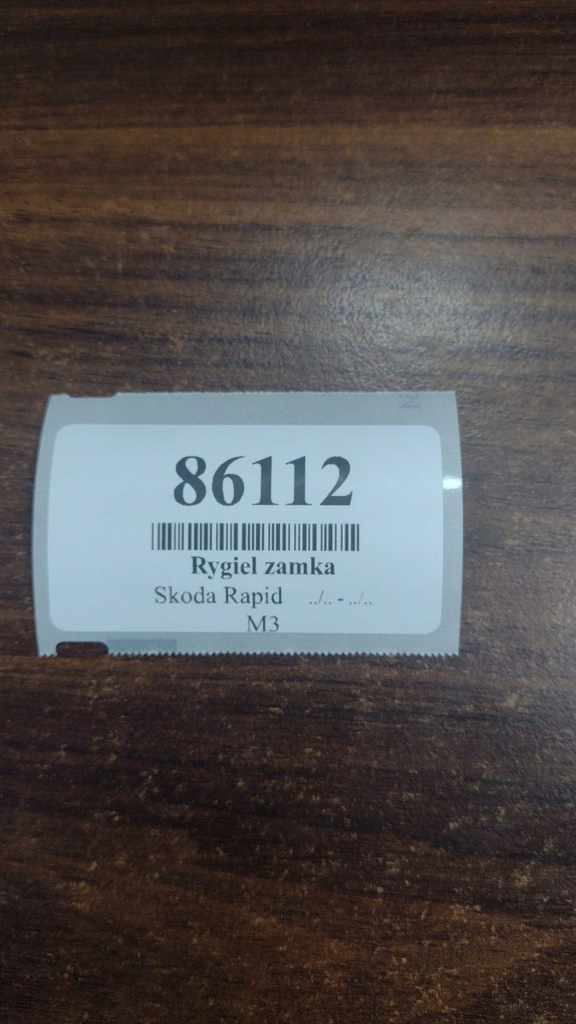 86112
Rygiel zamka
Skoda Rapid ../.. - ../..
M3